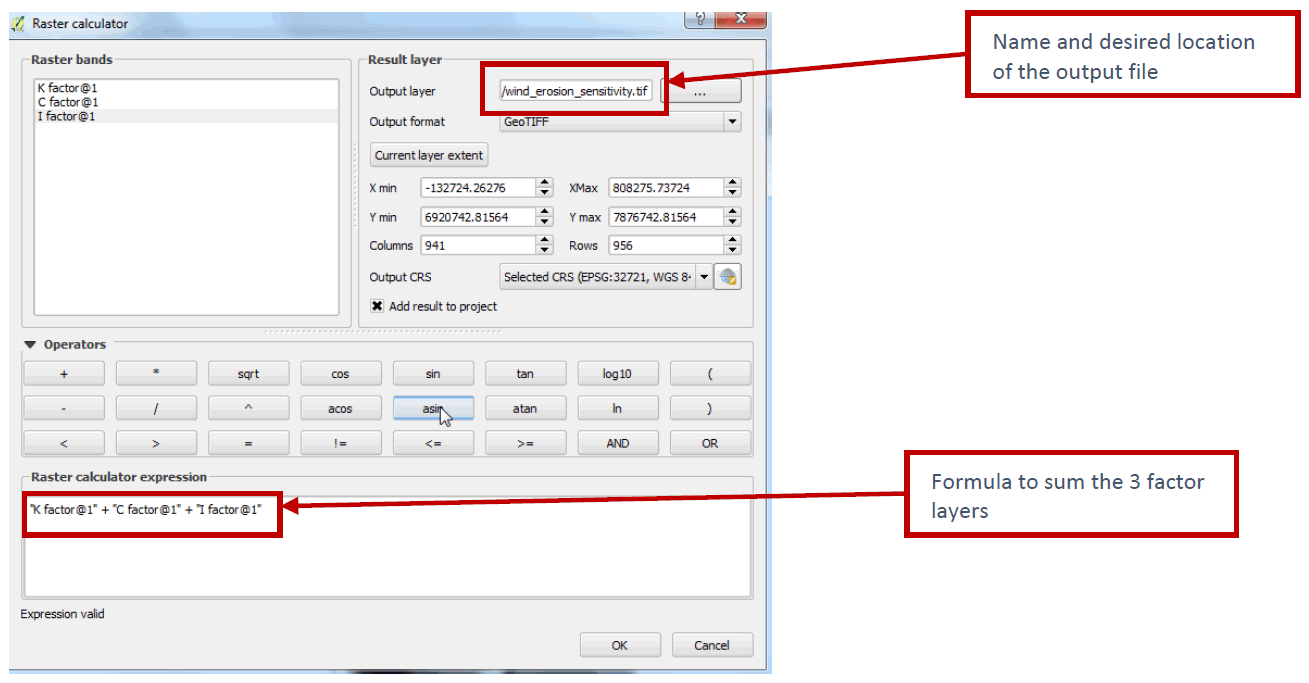 Raster calculator
?
X
Raster bands
K factor@1
C factor@1
I factor@1
Result layer
Output layer /wind_erosion_sensitivity.tif ...
Output format GeoTIFF
Current layer extent
X min -132724.26276 XMax 808275.73724
Y min 6920742.81564 Y max 7876742.81564
Columns 941 Rows 956
Output CRS Selected CRS (EPSG:32721, WGS 8
Add result to project
Operators
+ * sqrt cos sin tan log10 (
- / ^ acos asin atan ln )
< > = != <= >= AND OR
Raster calculator expression
"K factor@1" + "C factor@1" + "I factor@1"
Expression valid
OK Cancel
Name and desired location
of the output file
Formula to sum the 3 factor
layers